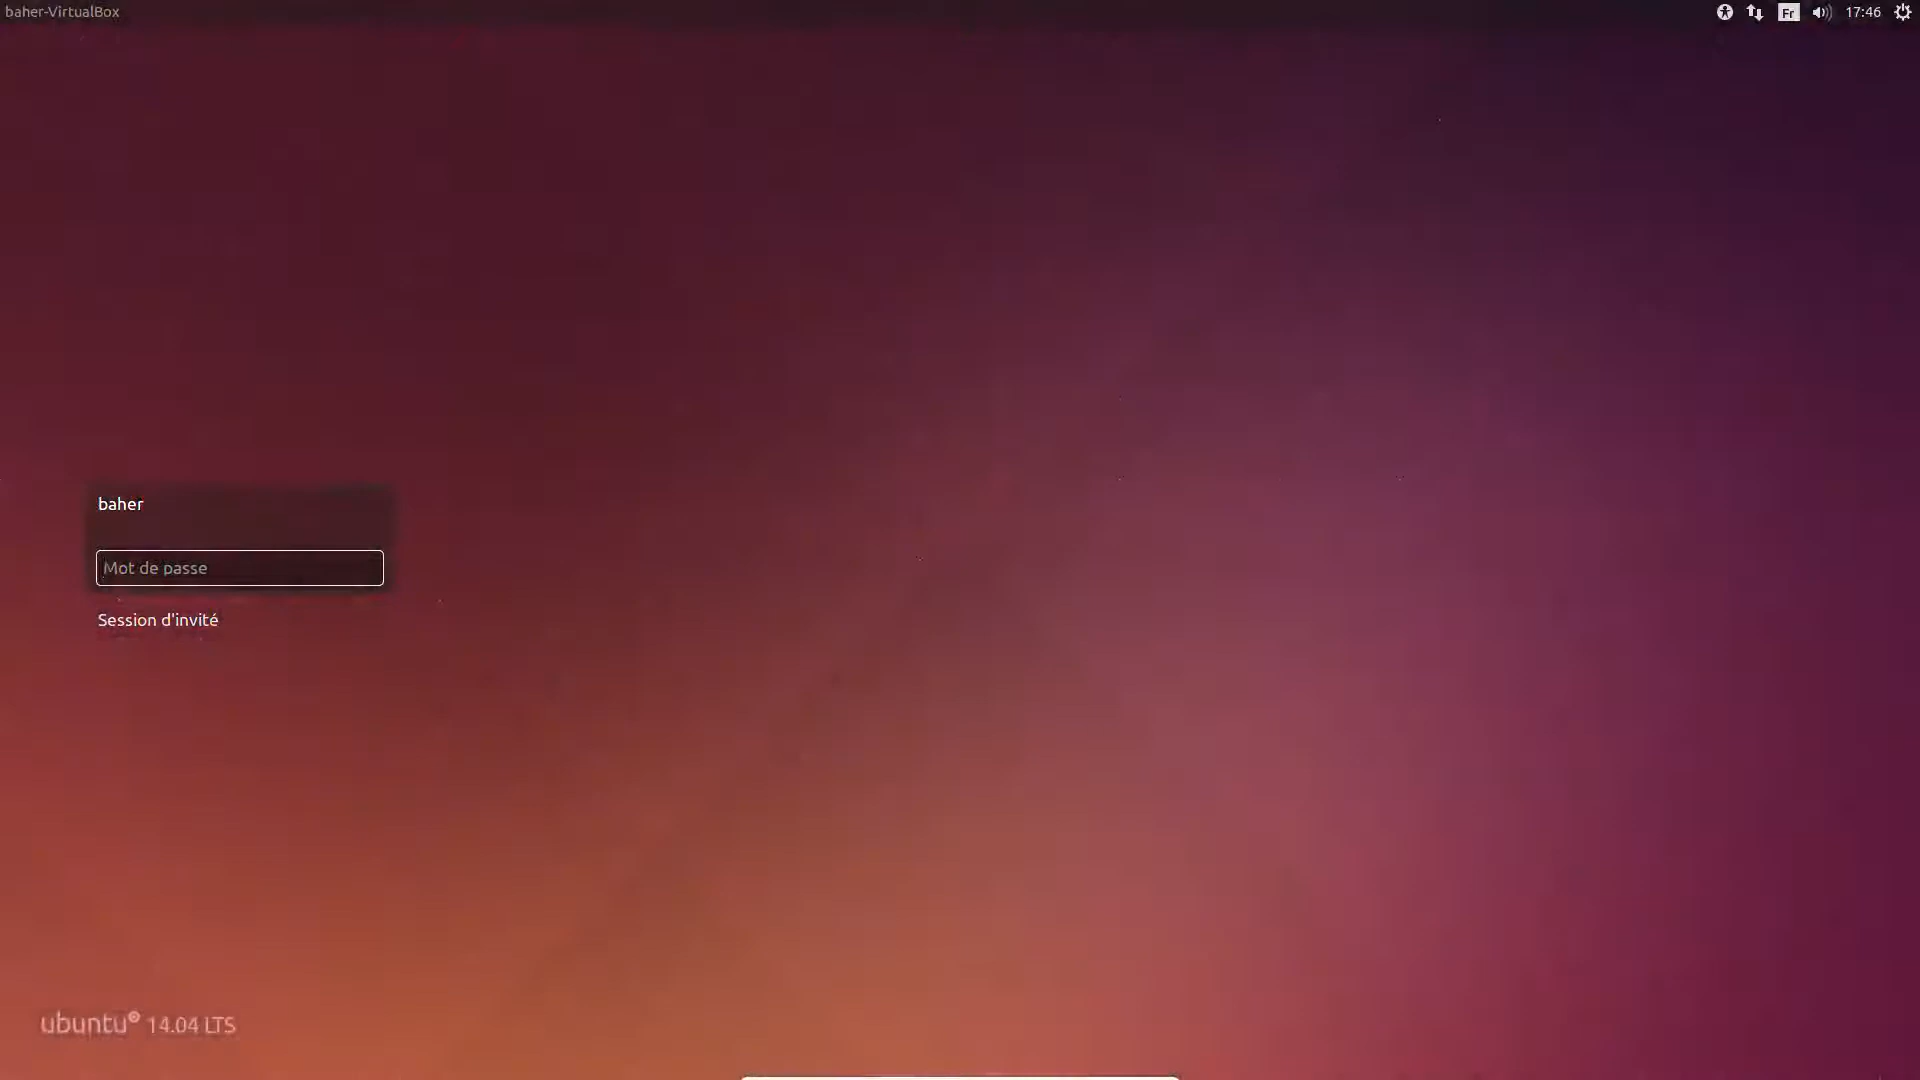 baher-VirtualBox
Fr
17:46
baher
Mot de passe
Session d'invité
ubuntu® 14.04 LTS